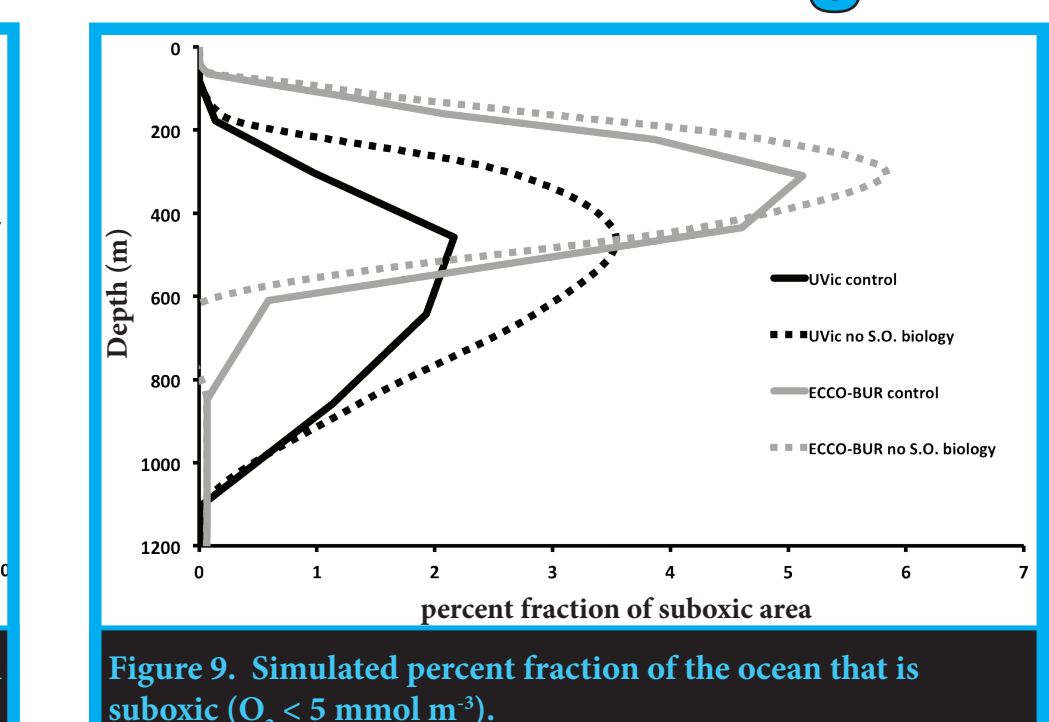 g
0
200
400
600
800
1000
1200
Depth (m)
UVic control
UVic no S.O. biology
ECCO-BUR control
ECCO-BUR no S.O. biology
0 1 2 3 4 5 6 7
percent fraction of suboxic area
0
Figure 9. Simulated percent fraction of the ocean that is
suboxic (O₂ < 5 mmol m⁻³).